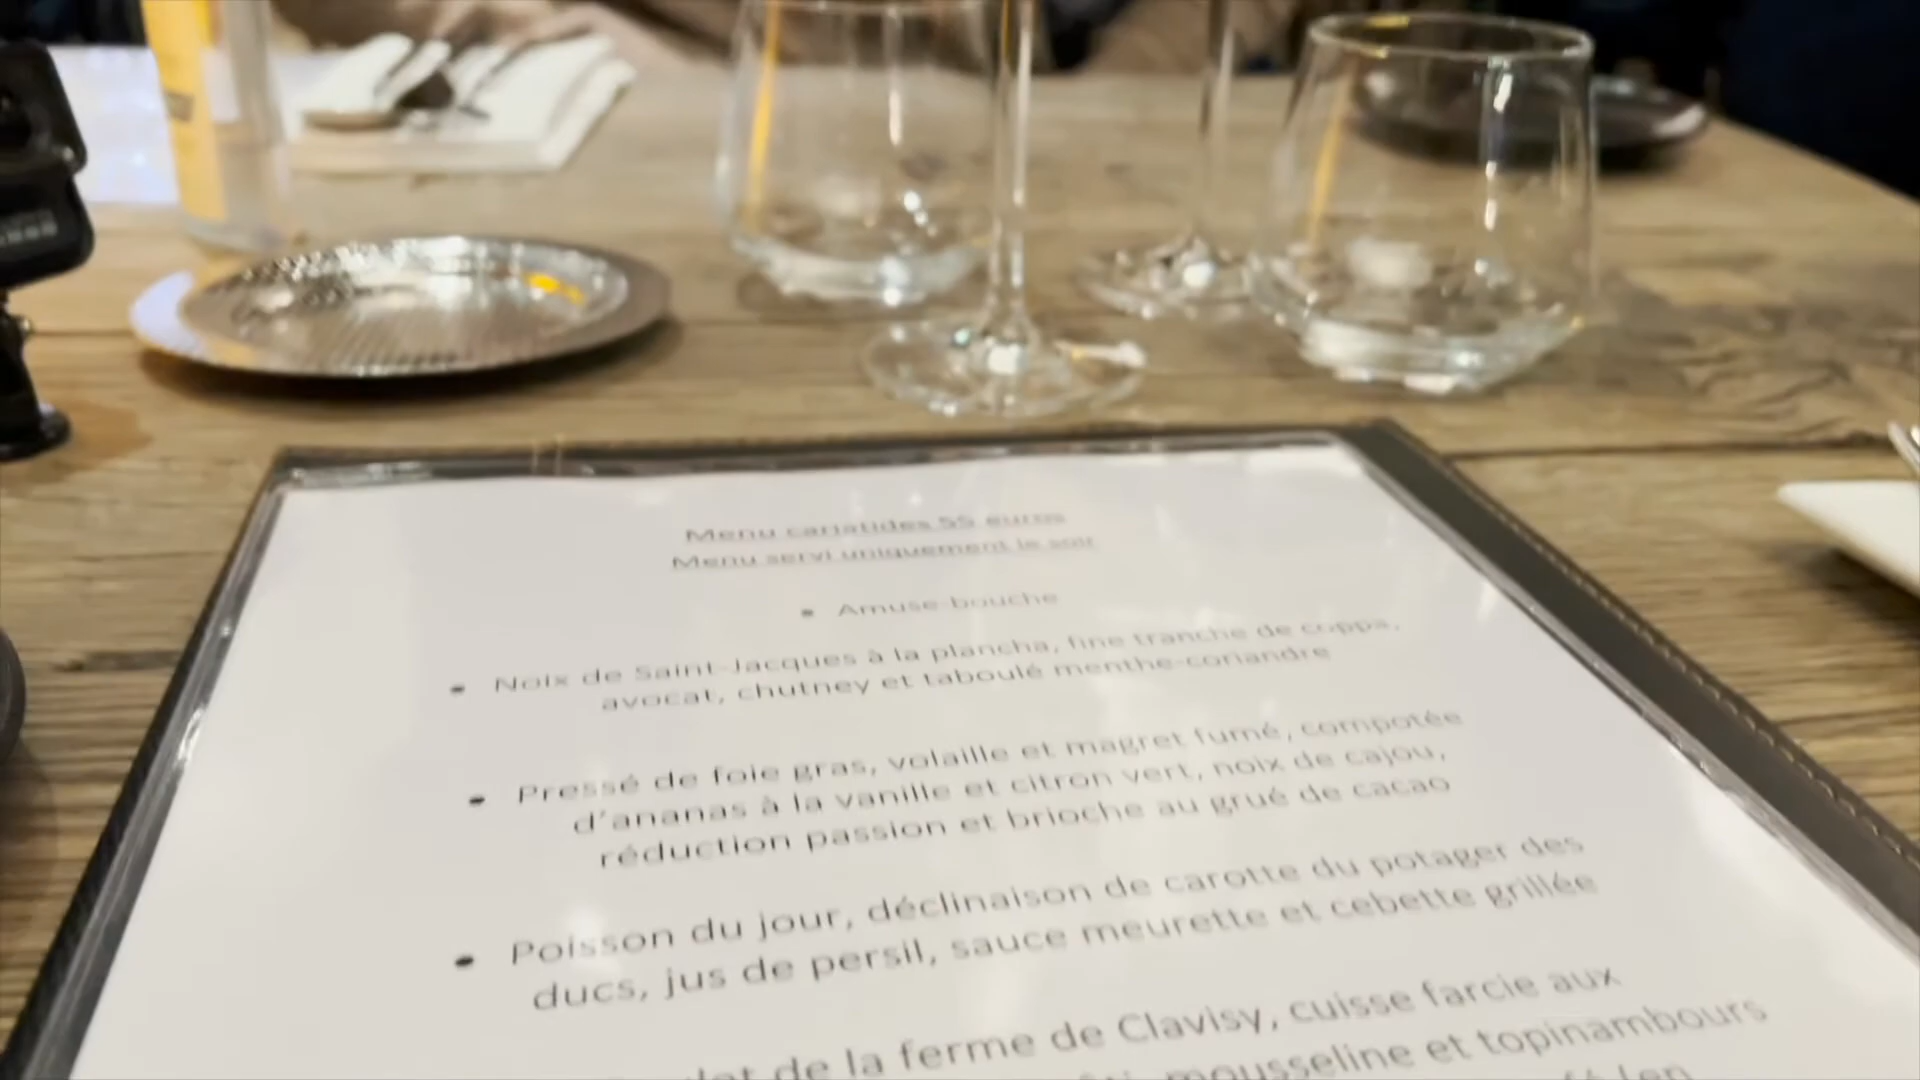 Menu cariatides 55 euros
Menu servi uniquement le soir
• Amuse-bouche
• Noix de Saint-Jacques à la plancha, fine tranche de coppa,
avocat, chutney et taboulé menthe-coriandre
• Pressé de foie gras, volaille et magret fumé, compotée
d'ananas à la vanille et citron vert, noix de cajou,
réduction passion et brioche au grué de cacao
• Poisson du jour, déclinaison de carotte du potager des
ducs, jus de persil, sauce meurette et cebette grillée
de la ferme de Clavisy, cuisse farcie aux
mousseline et topinambours